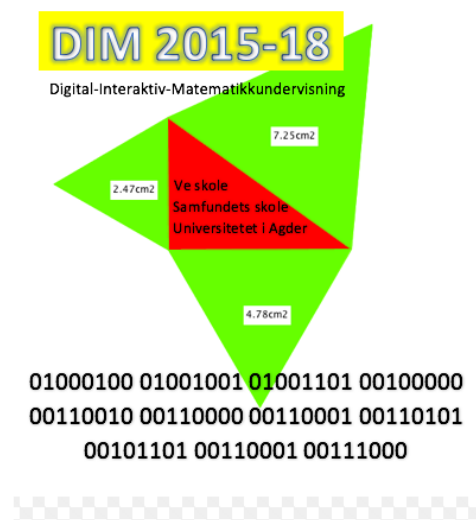 DIM 2015-18
Digital-Interaktiv-Matematikkundervisning
7.25cm2
2.47cm2
Ve skole
Samfundets skole
Universitetet i Agder
4.78cm2
01000100 01001001 01001101 00100000
00110010 00110000 00110001 00110101
00101101 00110001 00111000